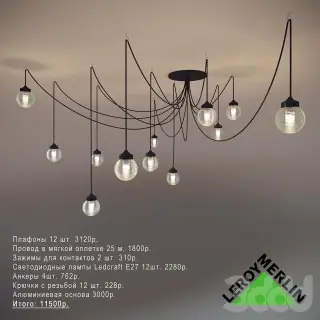 Плафоны 12 шт. 3120р.
Провод в мягкой оплетке 25 м. 1800р.
Зажимы для контактов 2 шт. 310р
Светодиодные лампы Ledcraft E27 12шт. 2280р.
Анкеры 4шт. 762р.
Крючки с резьбой 12 шт. 228р.
Алюминиевая основа 3000р.
Итого: 11500р.
LEROY
MERLIN